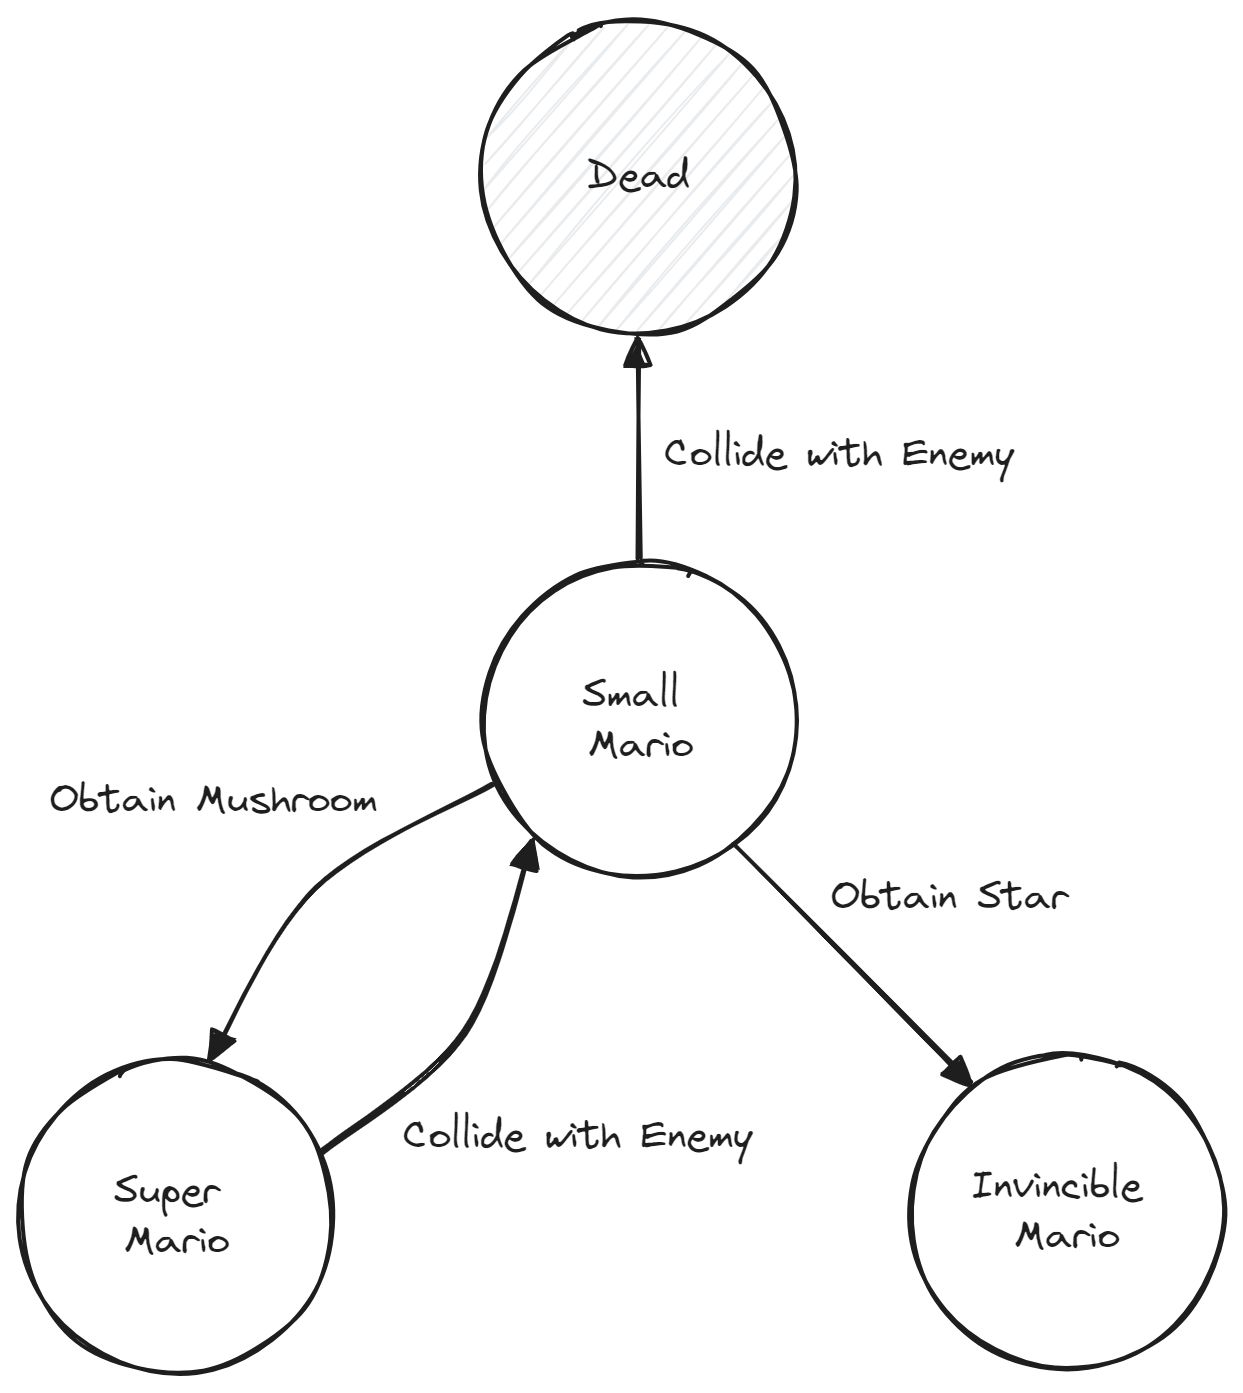 Dead
Collide with Enemy
Small
Mario
Obtain Mushroom
Obtain Star
Collide with Enemy
Super
Mario
Invincible
Mario